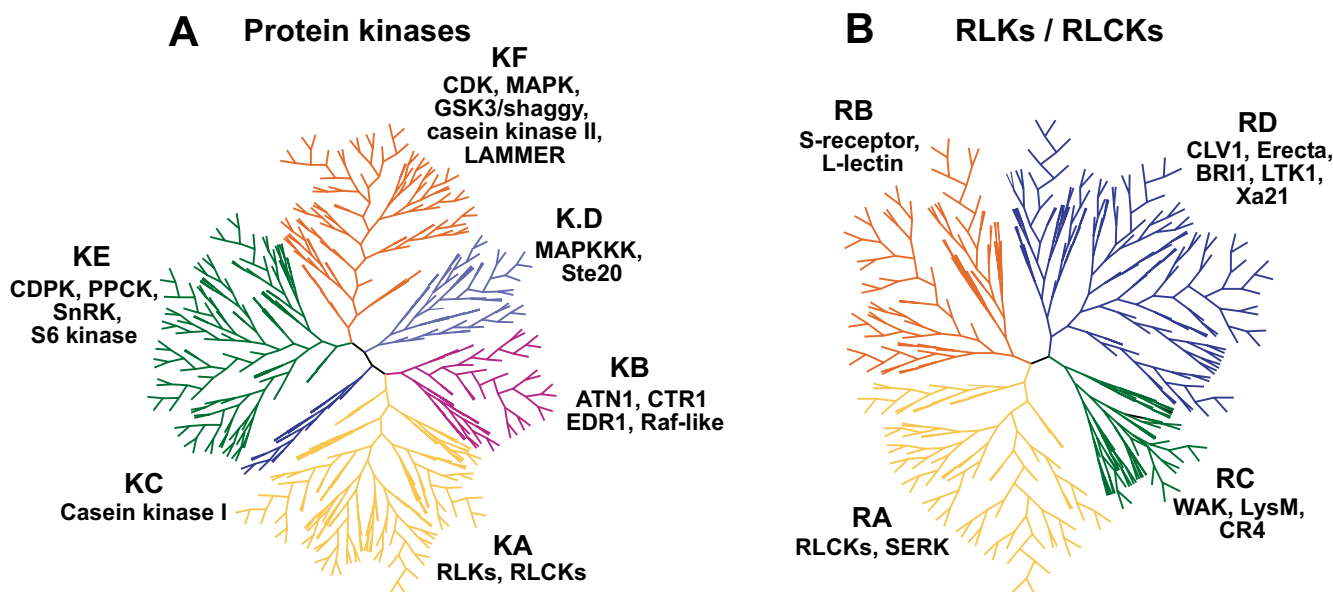 A Protein kinases
KF
CDK, MAPK,
GSK3/shaggy,
casein kinase II,
LAMMER
K.D
MAPKKK,
Ste20
KE
CDPK, PPCK,
SnRK,
S6 kinase
KB
ATN1, CTR1
EDR1, Raf-like
KC
Casein kinase I
KA
RLKs, RLCKs
B RLKs / RLCKs
RB
S-receptor,
L-lectin
RD
CLV1, Erecta,
BRI1, LTK1,
Xa21
RC
WAK, LysM,
CR4
RA
RLCKs, SERK